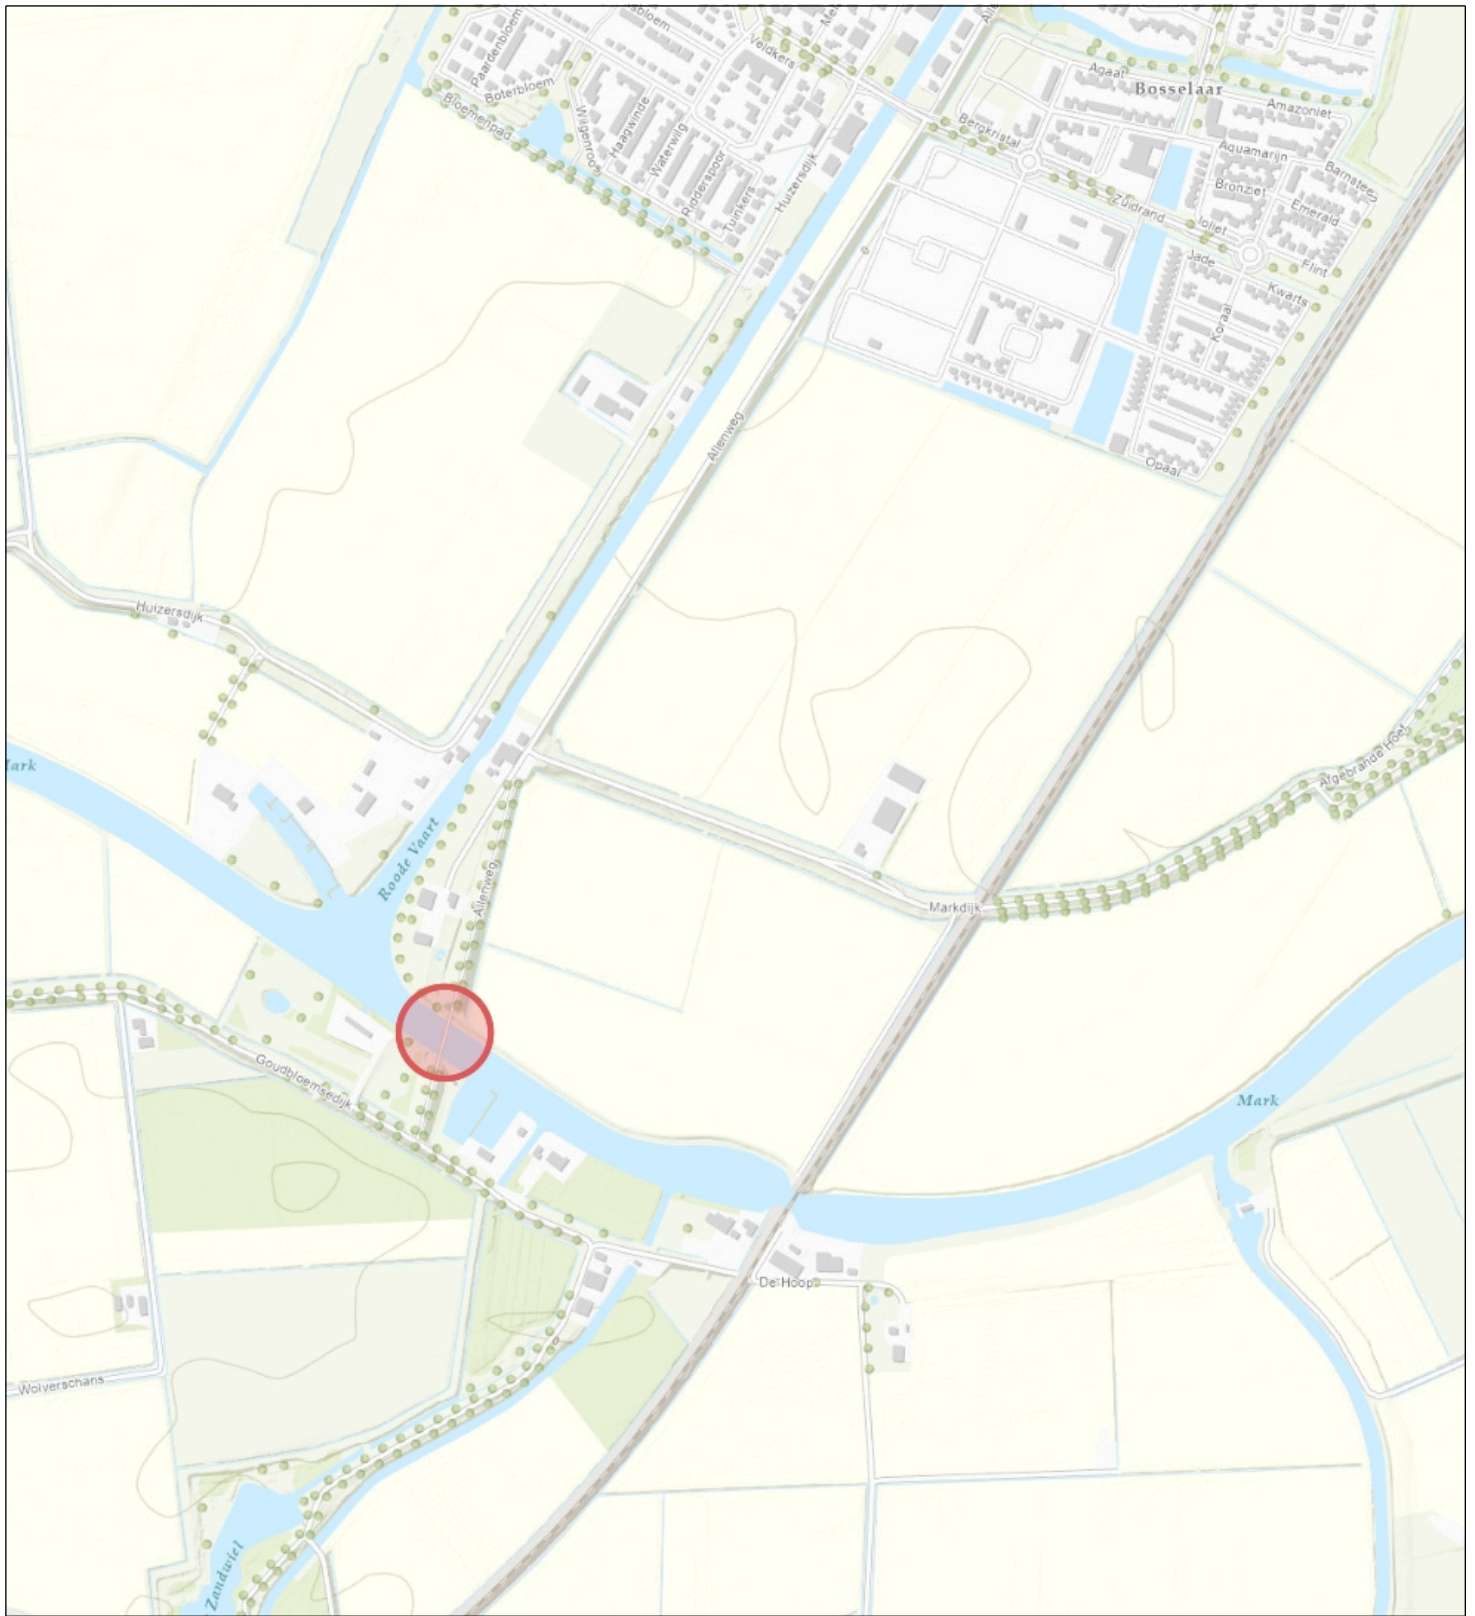 Paardenbloem
Veldkers
Boterbloem
Bloemenpad
Wilgenroos
Haagwinde
Waterwilg
Ridderspoor
Tuinkers
Huizersdijk
Agaat
Bosselaar
Amazoniet
Bergkristal
Aquamarijn
Barnsteen
Bronziet
Emerald
Zuidrand
Joliet
Jade
Flint
Kwarts
Koraal
Allenweg
Opaal
Huizersdijk
Mark
Afgebrande Hoef
Roode Vaart
Allenweg
Markdijk
Goudbloemsedijk
Mark
De Hoop
Wolverschans
Zandwiel